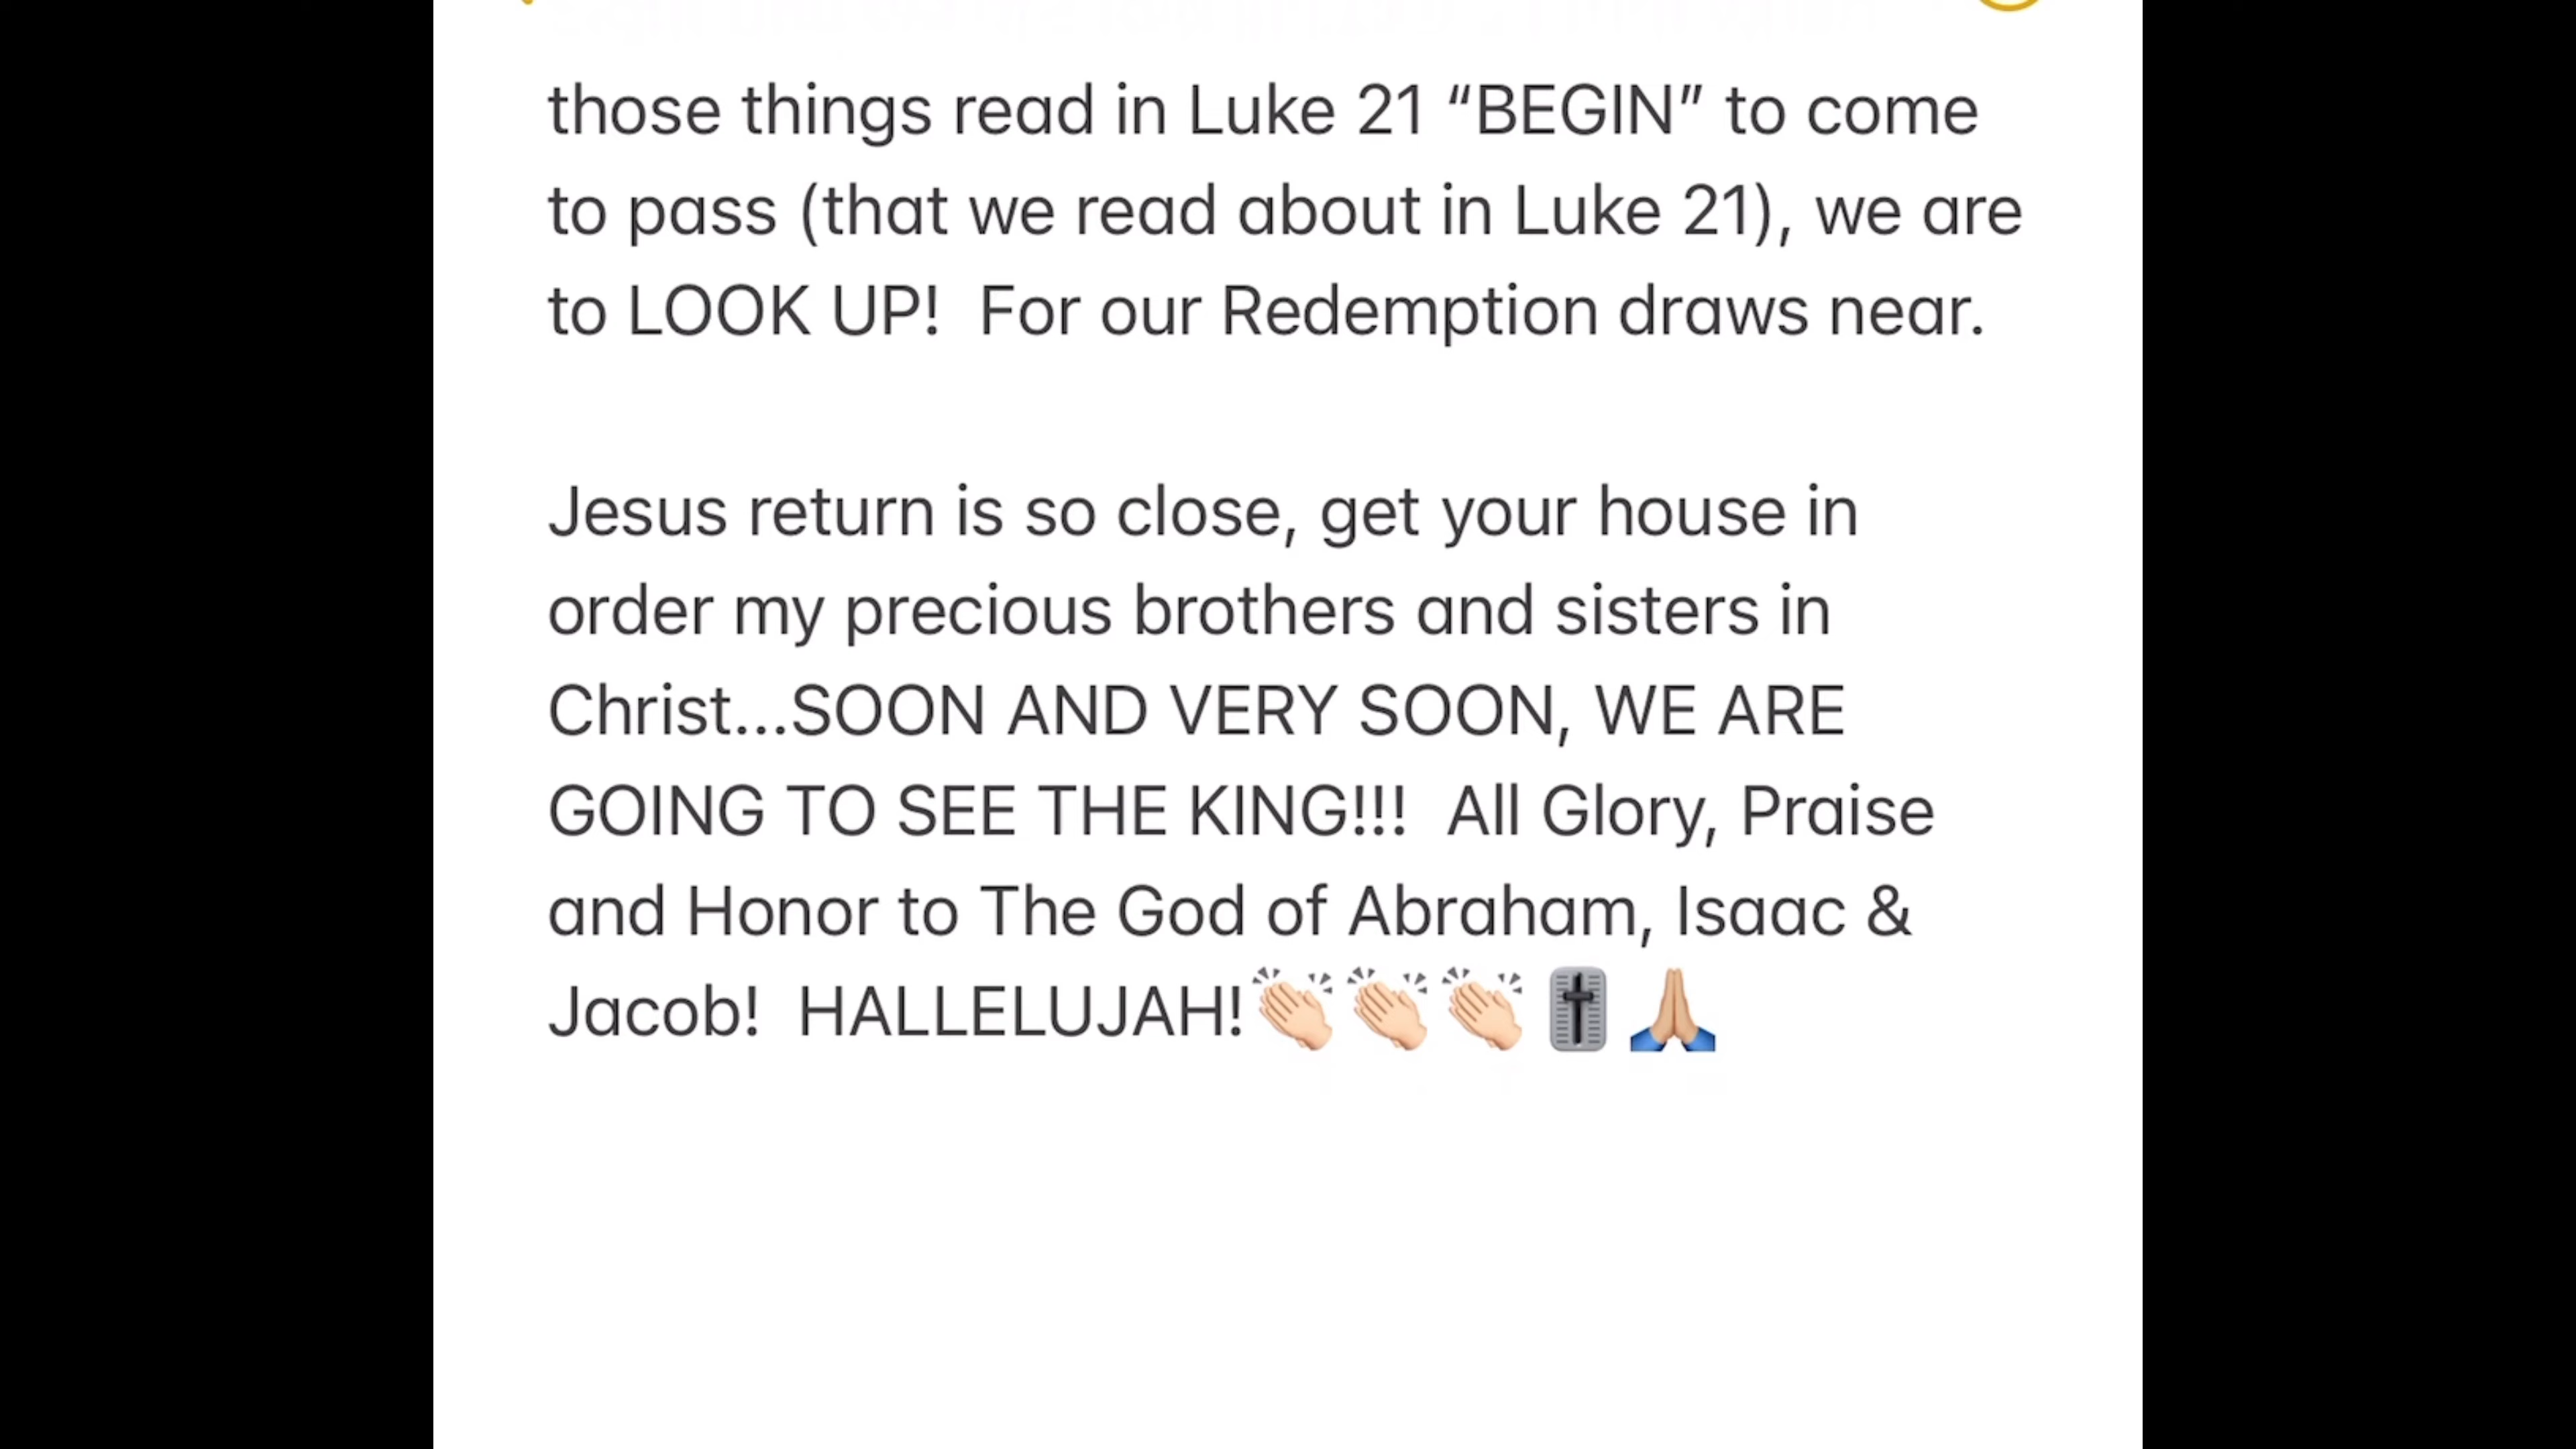 those things read in Luke 21 “BEGIN” to come
to pass (that we read about in Luke 21), we are
to LOOK UP!  For our Redemption draws near.
Jesus return is so close, get your house in
order my precious brothers and sisters in
Christ...SOON AND VERY SOON, WE ARE
GOING TO SEE THE KING!!!  All Glory, Praise
and Honor to The God of Abraham, Isaac &
Jacob!  HALLELUJAH!👏🏻👏🏻👏🏻🎚🙏🏼